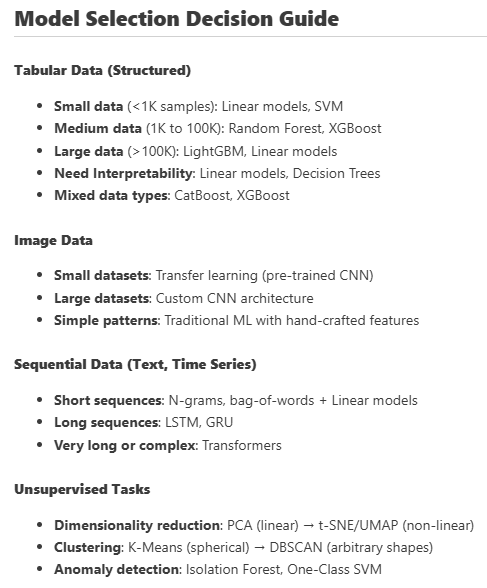 Model Selection Decision Guide
Tabular Data (Structured)
• Small data (<1K samples): Linear models, SVM
• Medium data (1K to 100K): Random Forest, XGBoost
• Large data (>100K): LightGBM, Linear models
• Need Interpretability: Linear models, Decision Trees
• Mixed data types: CatBoost, XGBoost
Image Data
• Small datasets: Transfer learning (pre-trained CNN)
• Large datasets: Custom CNN architecture
• Simple patterns: Traditional ML with hand-crafted features
Sequential Data (Text, Time Series)
• Short sequences: N-grams, bag-of-words + Linear models
• Long sequences: LSTM, GRU
• Very long or complex: Transformers
Unsupervised Tasks
• Dimensionality reduction: PCA (linear) → t-SNE/UMAP (non-linear)
• Clustering: K-Means (spherical) → DBSCAN (arbitrary shapes)
• Anomaly detection: Isolation Forest, One-Class SVM